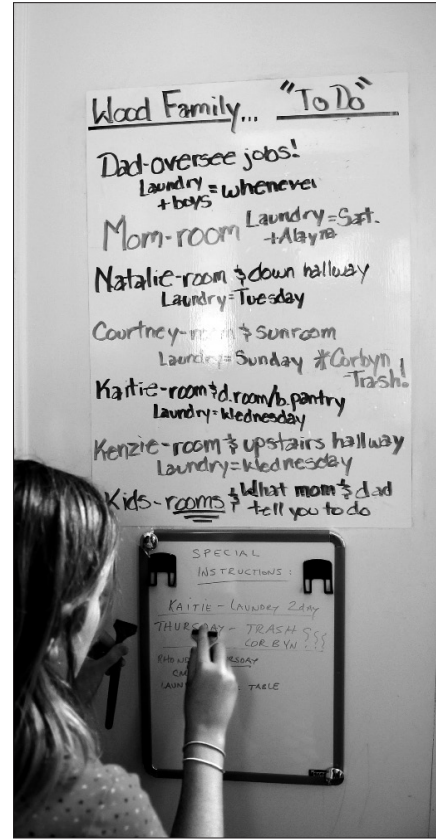 Wood Family... "To Do"
Dad-oversee jobs!
Laundry = whenever
+ boys
Mom-room Laundry=Sat.
+Alayna
Natalie-room & down hallway
Laundry=Tuesday
Courtney-room & sunroom
Laundry= Sunday *Corbyn
-Trash!
Kaitie-room & d.room/b.pantry
Laundry=Wednesday
Kenzie-room & upstairs hallway
Laundry=Wednesday
Kids-rooms & What mom & dad
tell you to do
SPECIAL
INSTRUCTIONS:
KAITIE - LAUNDRY 2day
THURSDAY - TRASH
CORBYN
TABLE